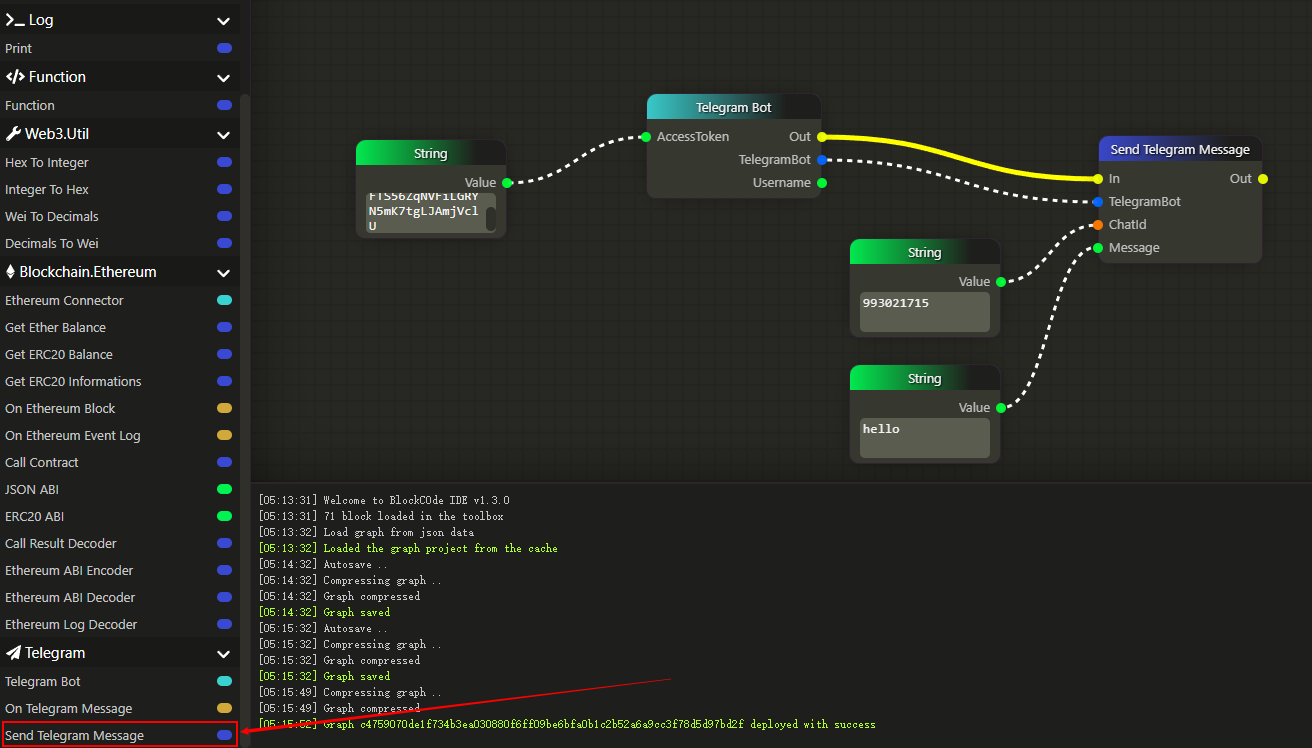 Log
Print
Function
Function
Web3.Util
Hex To Integer
Integer To Hex
Wei To Decimals
Decimals To Wei
Blockchain.Ethereum
Ethereum Connector
Get Ether Balance
Get ERC20 Balance
Get ERC20 Informations
On Ethereum Block
On Ethereum Event Log
Call Contract
JSON ABI
ERC20 ABI
Call Result Decoder
Ethereum ABI Encoder
Ethereum ABI Decoder
Ethereum Log Decoder
Telegram
Telegram Bot
On Telegram Message
Send Telegram Message
String
Value
N5mK7tgLJAmjVcl
U
Telegram Bot
AccessToken Out
TelegramBot
Username
String
Value
993021715
String
Value
hello
Send Telegram Message
In Out
TelegramBot
ChatId
Message
[05:13:31] Welcome to BlockCOde IDE v1.3.0
[05:13:31] 71 block loaded in the toolbox
[05:13:32] Load graph from json data
[05:13:32] Loaded the graph project from the cache
[05:14:32] Autosave ..
[05:14:32] Compressing graph ..
[05:14:32] Graph compressed
[05:14:32] Graph saved
[05:15:32] Autosave ..
[05:15:32] Compressing graph ..
[05:15:32] Graph compressed
[05:15:32] Graph saved
[05:15:49] Compressing graph ..
[05:15:49] Graph compressed
[05:15:52] Graph c4759070de1f734b3ea030880f6ff09be6bfa0b1c2b52a6a9cc3f78d5d97bd2f deployed with success